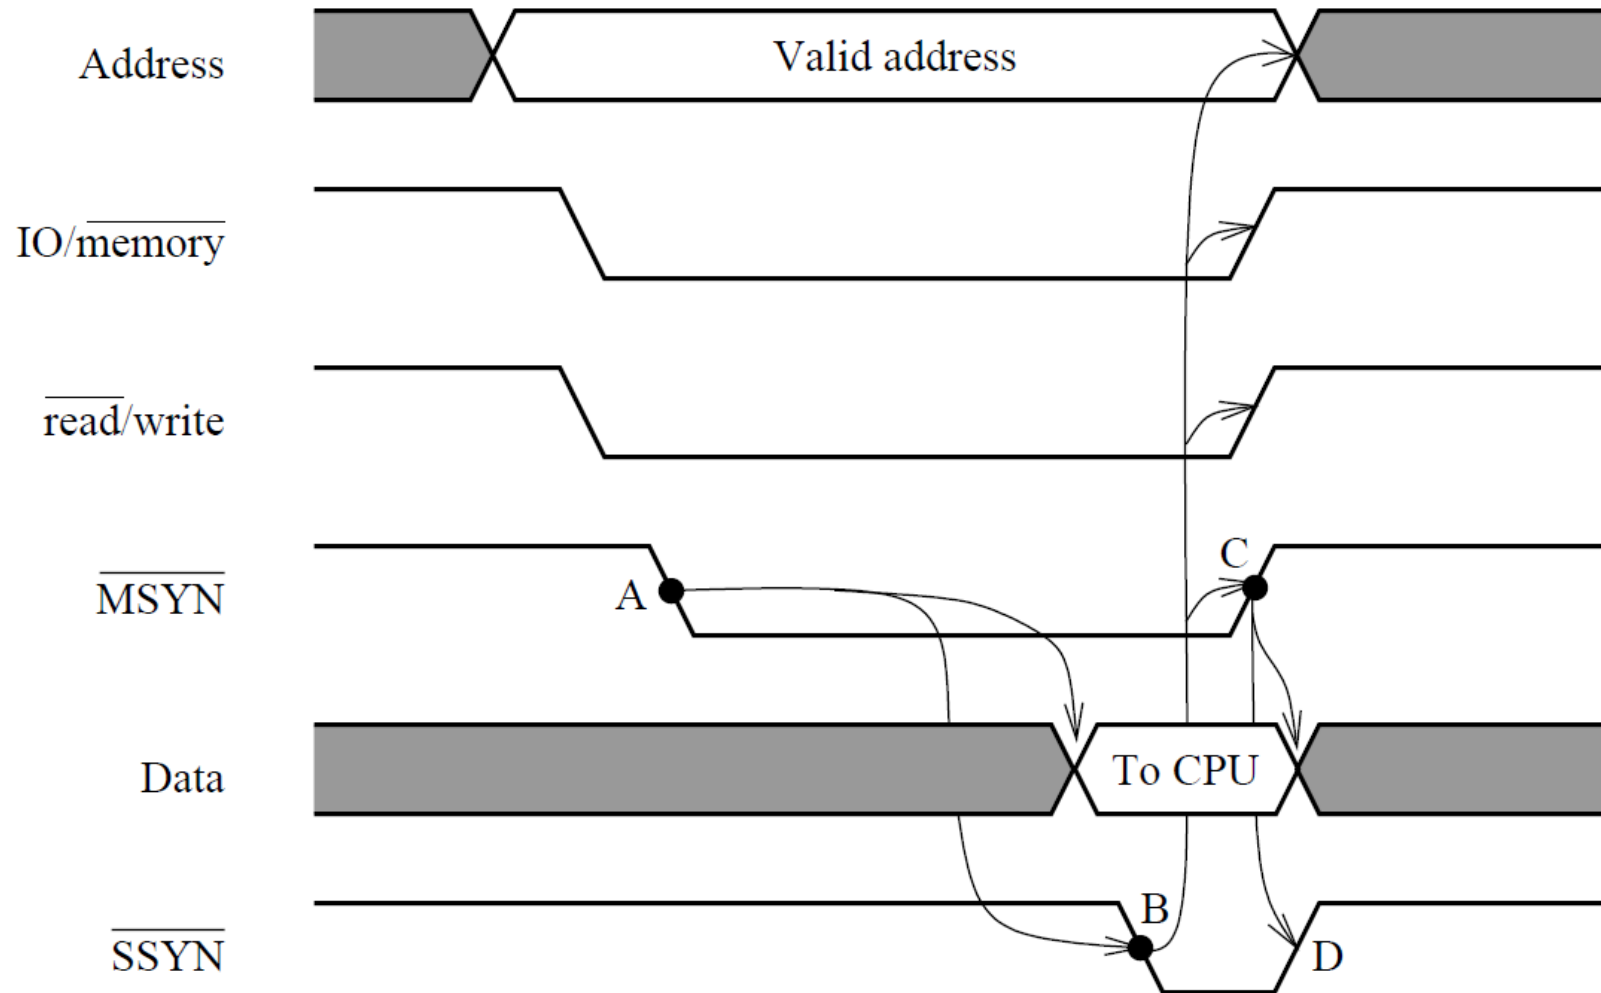 Address
Valid address
IO/memory
read/write
MSYN
A
C
Data
To CPU
SSYN
B
D